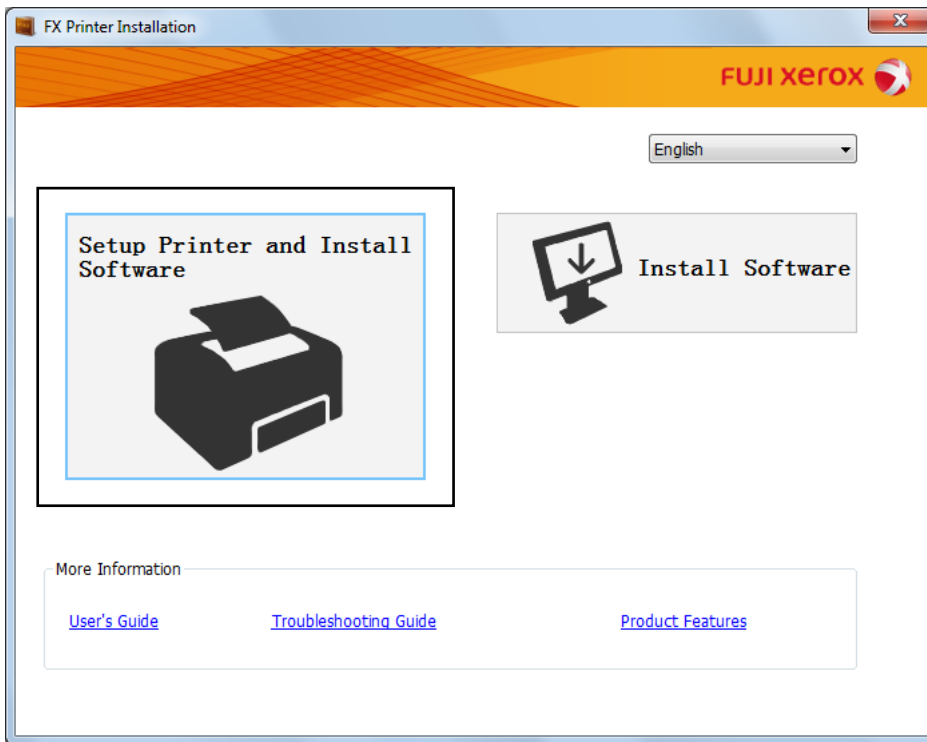 FX Printer Installation
FUJI xerox
English
Setup Printer and Install
Software
Install Software
More Information
User's Guide
Troubleshooting Guide
Product Features